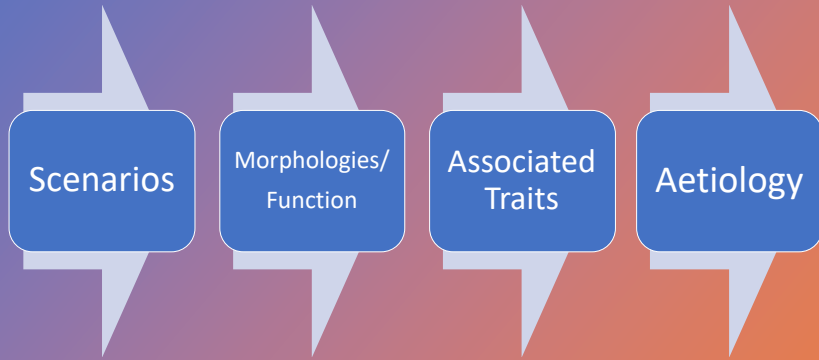 Scenarios
Morphologies/
Function
Associated
Traits
Aetiology